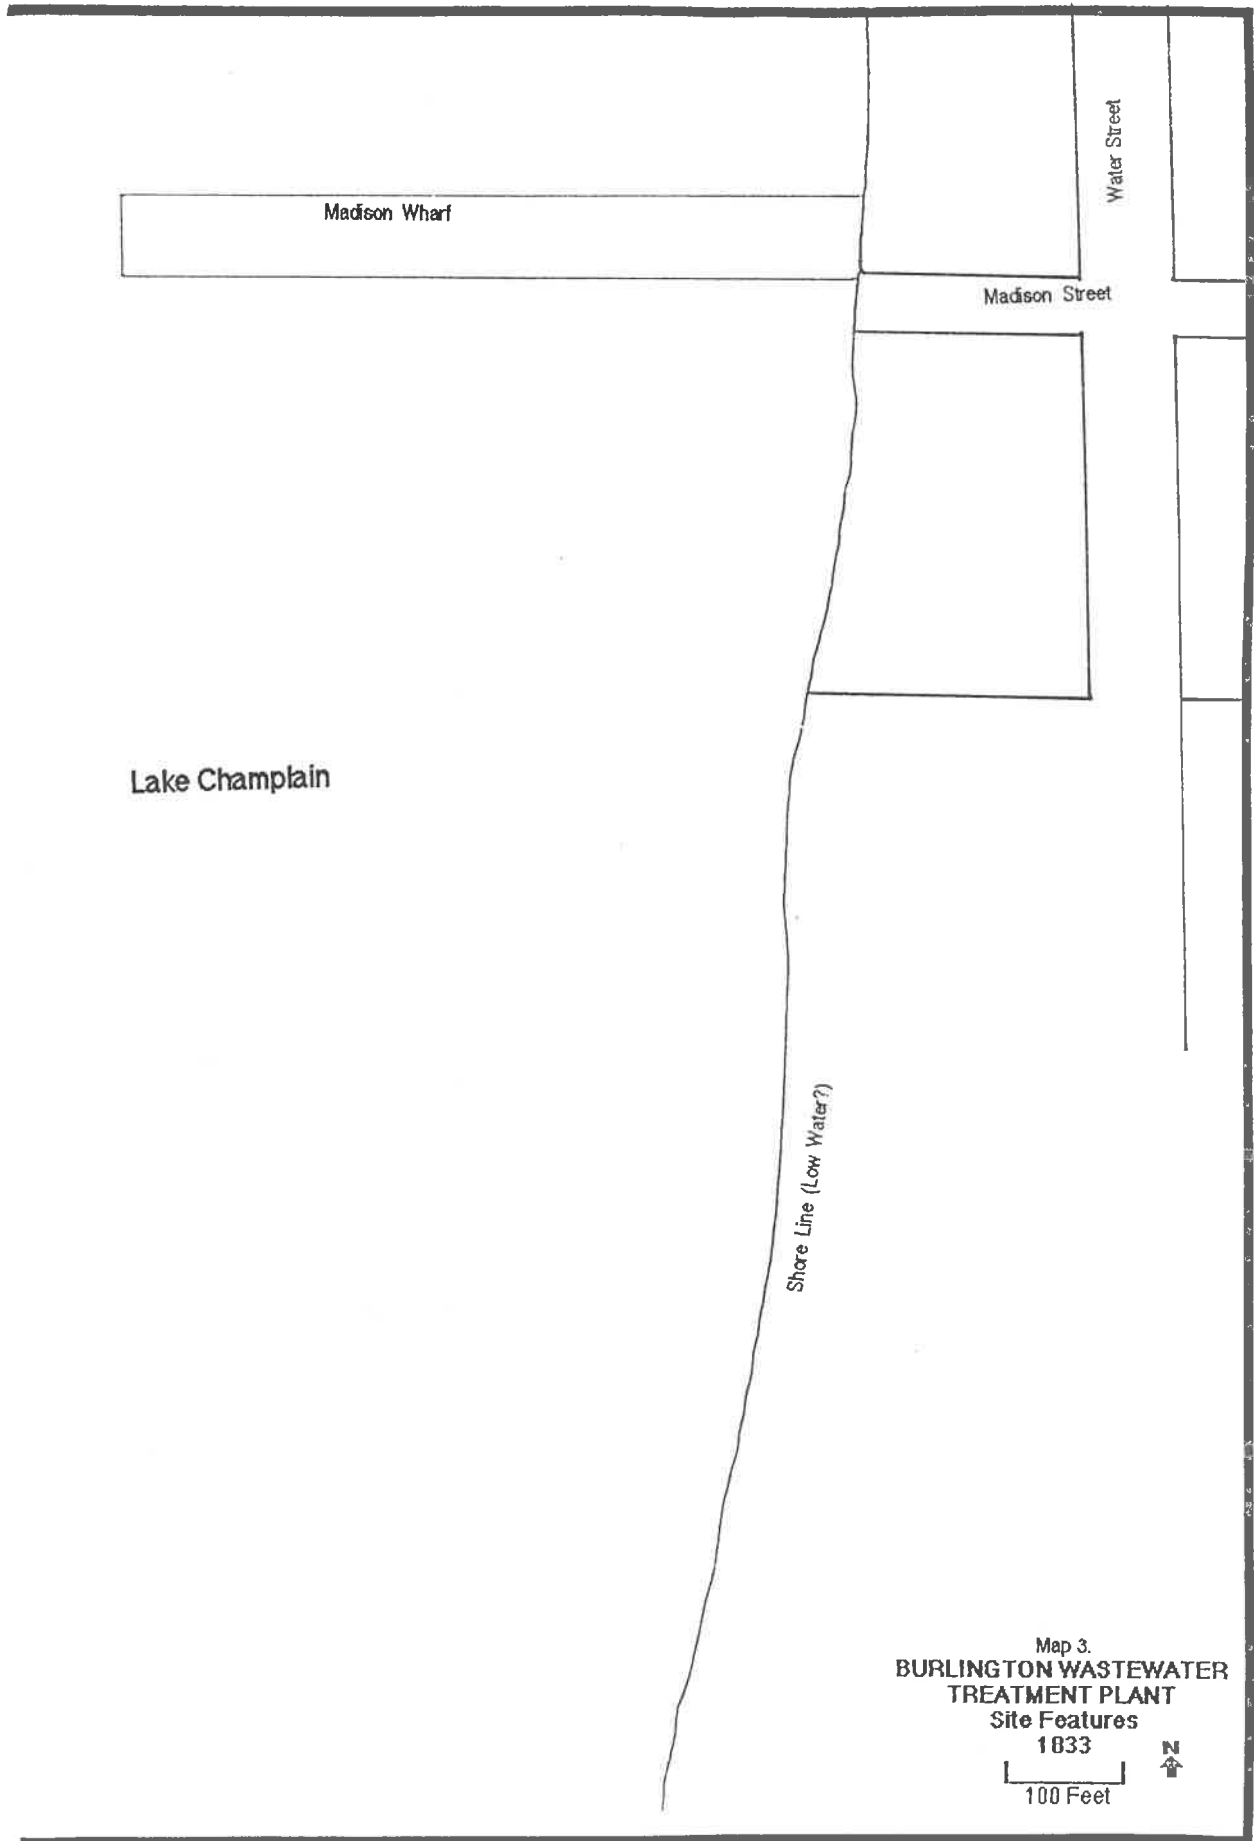 Water Street
Madison Wharf
Madison Street
Lake Champlain
Shore Line (Low Water?)
Map 3.
BURLINGTON WASTEWATER
TREATMENT PLANT
Site Features
1833
N
100 Feet